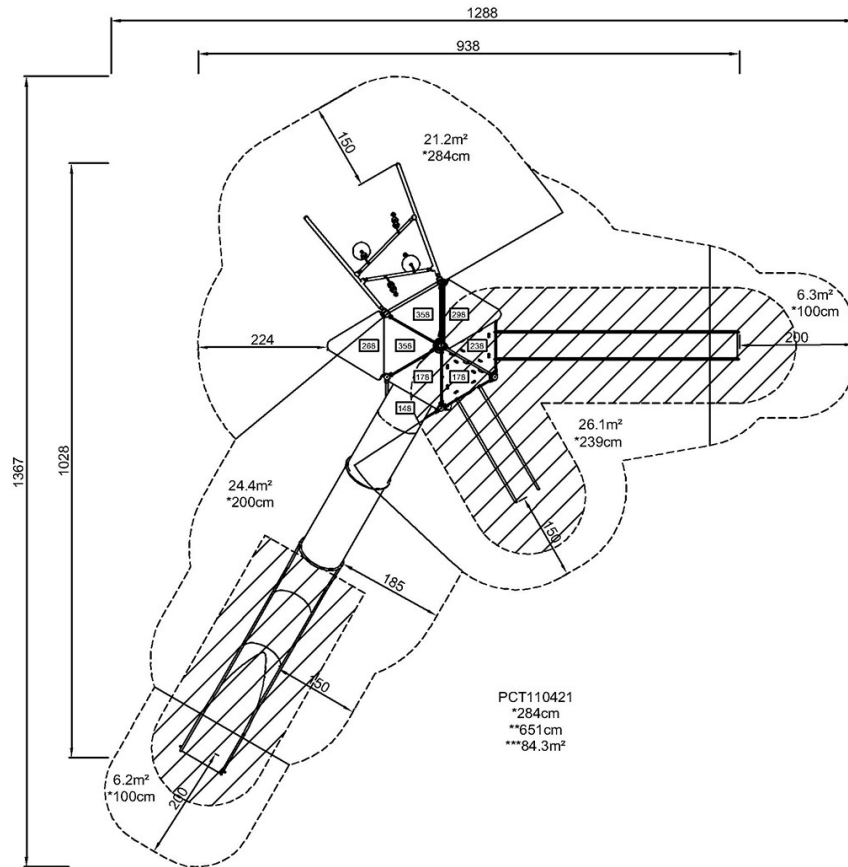 1288
938
150
21.2m²
*284cm
1367
1028
224
358
298
268
358
238
178
178
148
6.3m²
*100cm
200
26.1m²
*239cm
24.4m²
*200cm
150
185
150
PCT110421
*284cm
**651cm
***84.3m²
6.2m²
*100cm
200